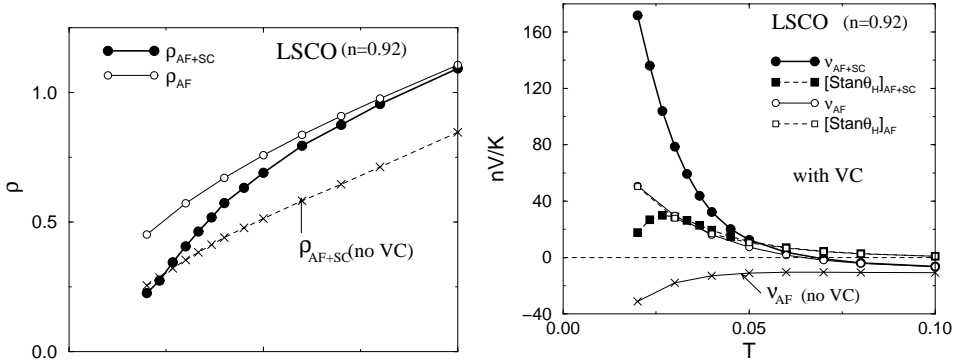 LSCO (n=0.92)
ρAF+SC
ρAF
1.0
0.5
0.0
ρ
ρAF+SC (no VC)
LSCO (n=0.92)
νAF+SC
[StanθH]AF+SC
νAF
[StanθH]AF
with VC
νAF (no VC)
nV/K
160
120
80
40
0
−40
0.00
0.05
0.10
T